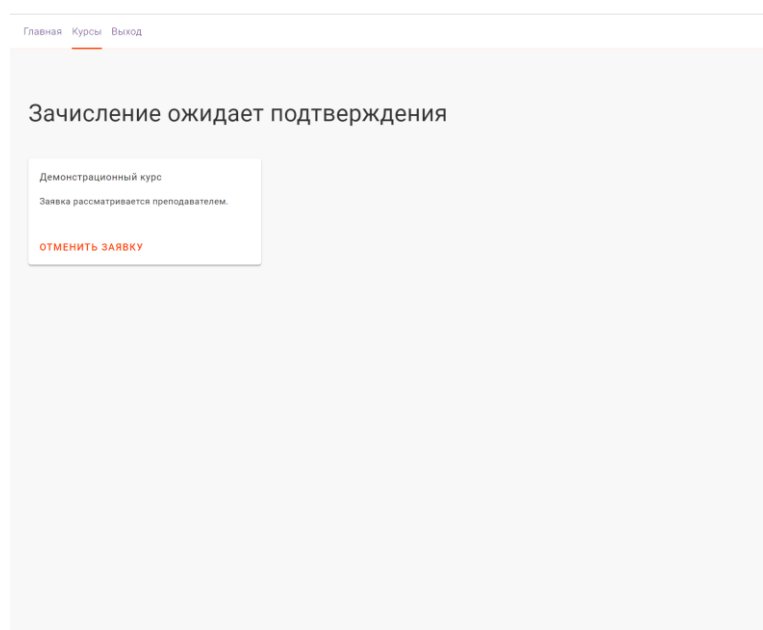 Главная Курсы Выход
Зачисление ожидает подтверждения
Демонстрационный курс
Заявка рассматривается преподавателем.
ОТМЕНИТЬ ЗАЯВКУ